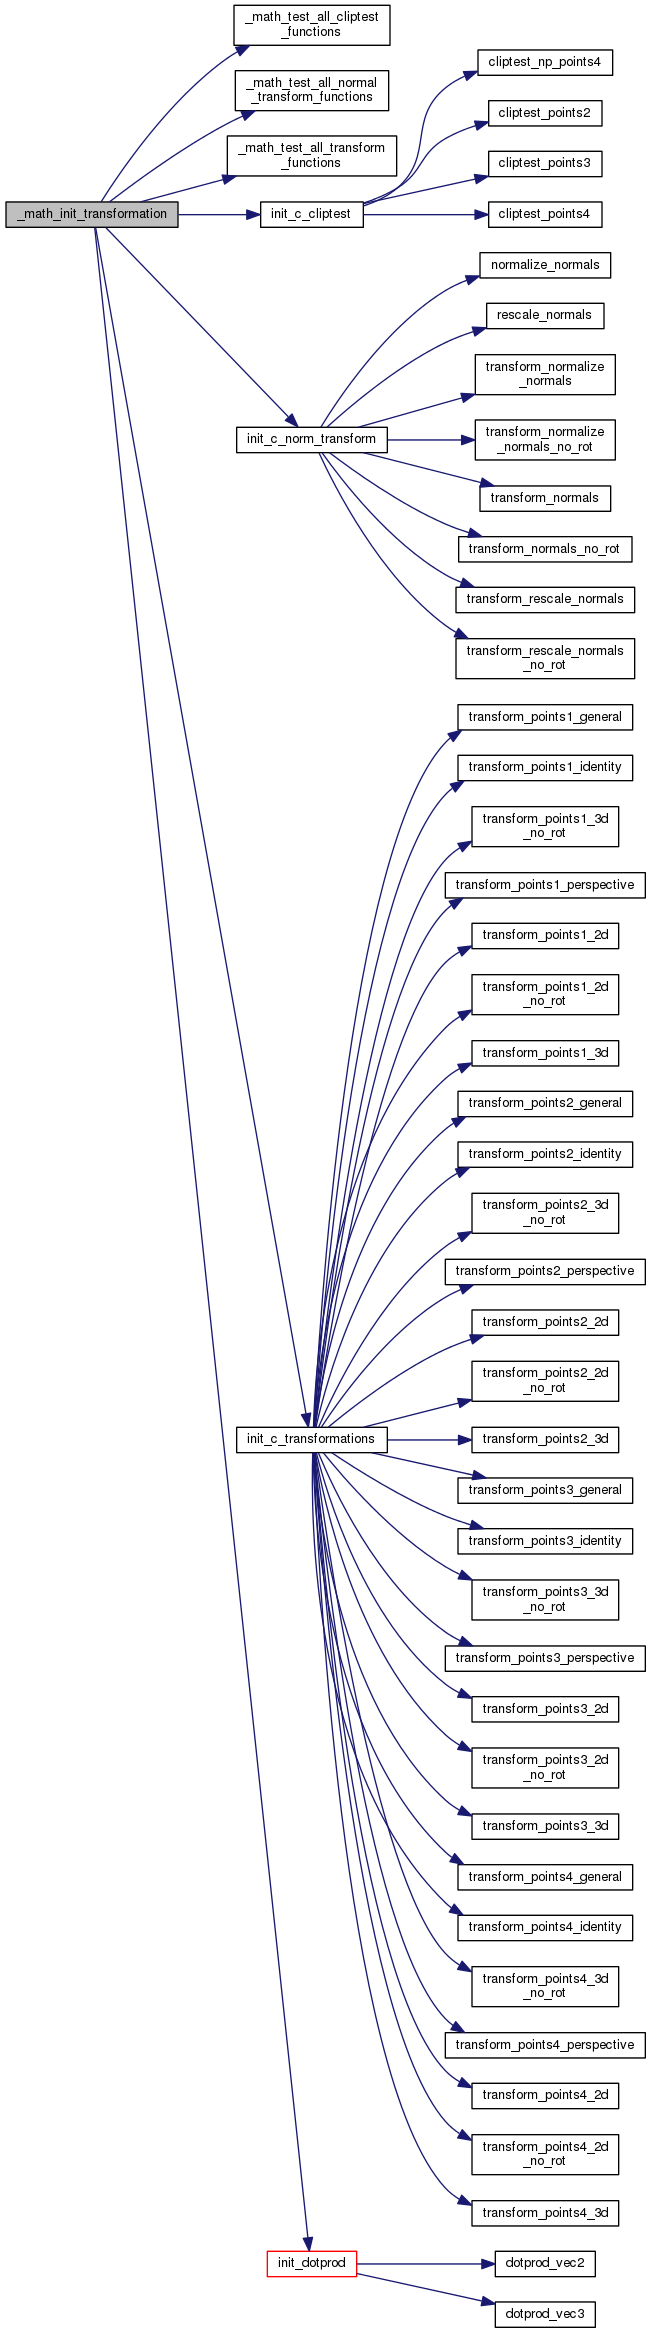 _math_test_all_cliptest
_functions
_math_test_all_normal
_transform_functions
_math_test_all_transform
_functions
_math_init_transformation
init_c_cliptest
cliptest_np_points4
cliptest_points2
cliptest_points3
cliptest_points4
init_c_norm_transform
normalize_normals
rescale_normals
transform_normalize
_normals
transform_normalize
_normals_no_rot
transform_normals
transform_normals_no_rot
transform_rescale_normals
transform_rescale_normals
_no_rot
init_c_transformations
transform_points1_general
transform_points1_identity
transform_points1_3d
_no_rot
transform_points1_perspective
transform_points1_2d
transform_points1_2d
_no_rot
transform_points1_3d
transform_points2_general
transform_points2_identity
transform_points2_3d
_no_rot
transform_points2_perspective
transform_points2_2d
transform_points2_2d
_no_rot
transform_points2_3d
transform_points3_general
transform_points3_identity
transform_points3_3d
_no_rot
transform_points3_perspective
transform_points3_2d
transform_points3_2d
_no_rot
transform_points3_3d
transform_points4_general
transform_points4_identity
transform_points4_3d
_no_rot
transform_points4_perspective
transform_points4_2d
transform_points4_2d
_no_rot
transform_points4_3d
init_dotprod
dotprod_vec2
dotprod_vec3